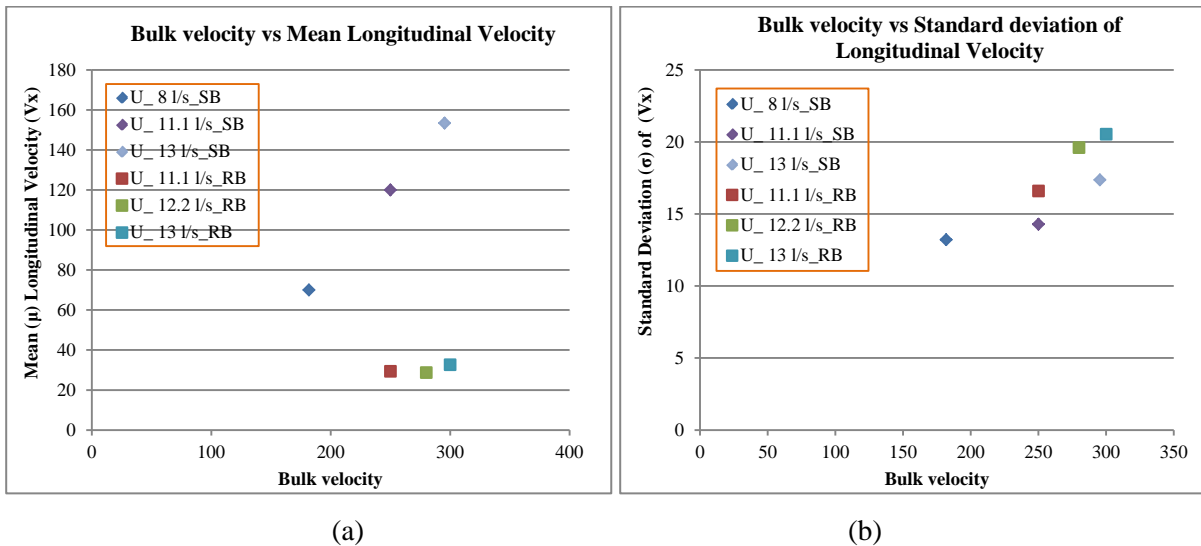 Bulk velocity vs Mean Longitudinal Velocity
Mean (μ) Longitudinal Velocity (Vx)
180
160
140
120
100
80
60
40
20
0
U_ 8 l/s_SB
U_ 11.1 l/s_SB
U_ 13 l/s_SB
U_ 11.1 l/s_RB
U_ 12.2 l/s_RB
U_ 13 l/s_RB
0 100 200 300 400
Bulk velocity
(a)
Bulk velocity vs Standard deviation of
Longitudinal Velocity
Standard Deviation (σ) of (Vx)
25
20
15
10
5
0
U_ 8 l/s_SB
U_ 11.1 l/s_SB
U_ 13 l/s_SB
U_ 11.1 l/s_RB
U_ 12.2 l/s_RB
U_ 13 l/s_RB
0 50 100 150 200 250 300 350
Bulk velocity
(b)